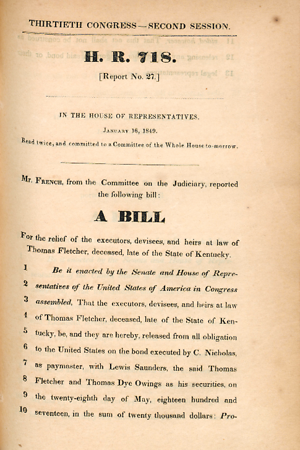 THIRTIETH CONGRESS—SECOND SESSION.
H. R. 718.
[Report No. 27.]
IN THE HOUSE OF REPRESENTATIVES.
JANUARY 16, 1849.
Read twice, and committed to a Committee of the Whole House to-morrow.
Mr. FRENCH, from the Committee on the Judiciary, reported
the following bill:
A BILL
For the relief of the executors, devisees, and heirs at law of
Thomas Fletcher, deceased, late of the State of Kentucky.
1 Be it enacted by the Senate and House of Repre-
2 sentatives of the United States of America in Congress
3 assembled. That the executors, devisees, and heirs at law
4 of Thomas Fletcher, deceased, late of the State of Ken-
5 tucky, be, and they are hereby, released from all obligation
6 to the United States on the bond executed by C. Nicholas,
7 as paymaster, with Lewis Saunders, the said Thomas
8 Fletcher and Thomas Dye Owings as his securities, on
9 the twenty-eighth day of May, eighteen hundred and
10 seventeen, in the sum of twenty thousand dollars: Pro-